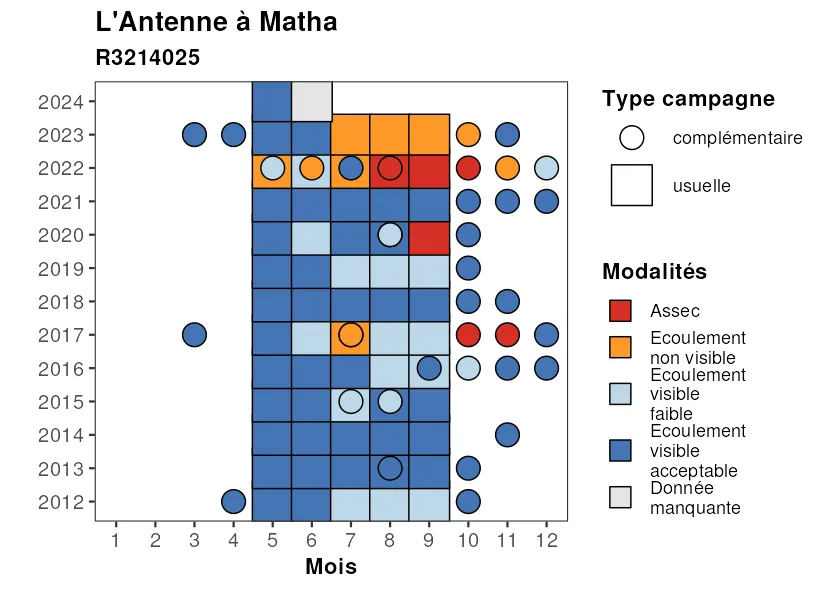 L'Antenne à Matha
R3214025
2024
2023
2022
2021
2020
2019
2018
2017
2016
2015
2014
2013
2012
1 2 3 4 5 6 7 8 9 10 11 12
Mois
Type campagne
complémentaire
usuelle
Modalités
Assec
Ecoulement
non visible
Ecoulement
visible
faible
Ecoulement
visible
acceptable
Donnée
manquante